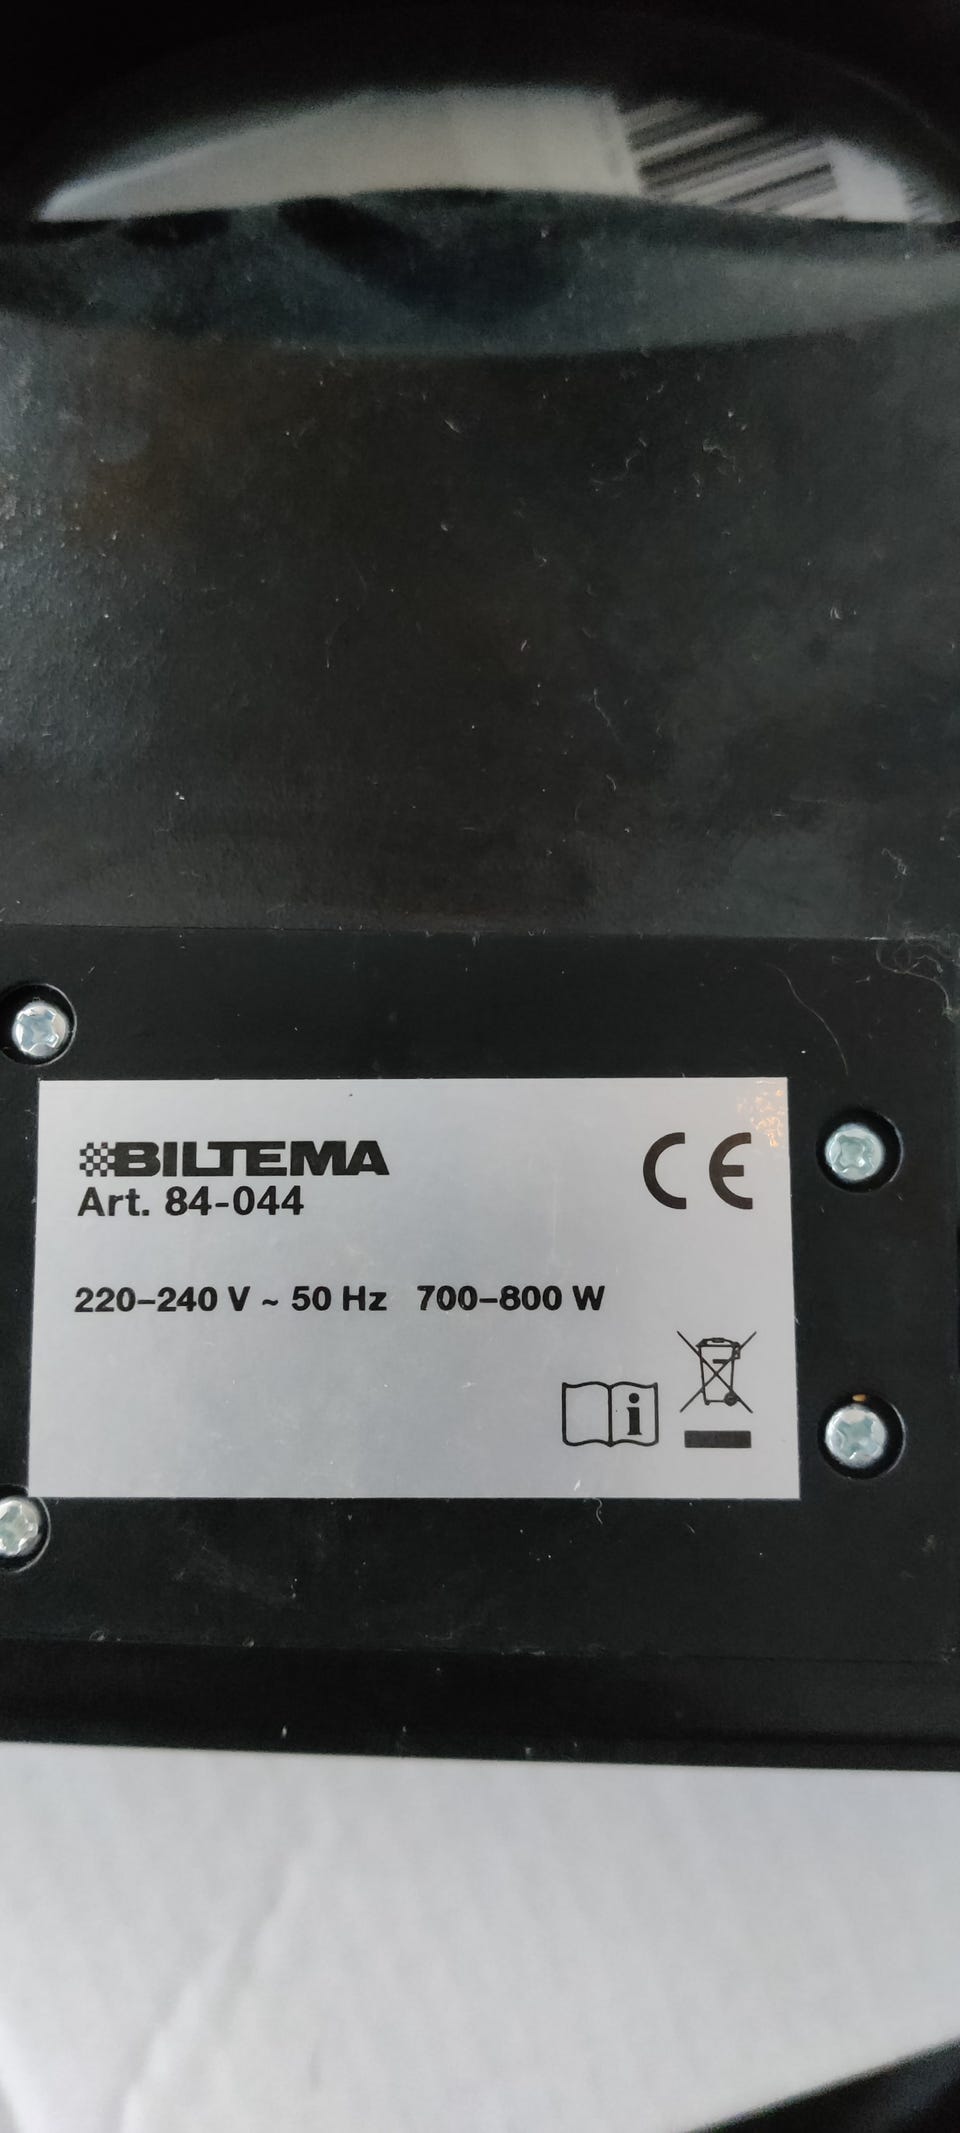 BILTEMA
Art. 84-044
CE
220–240 V ~ 50 Hz 700–800 W
i